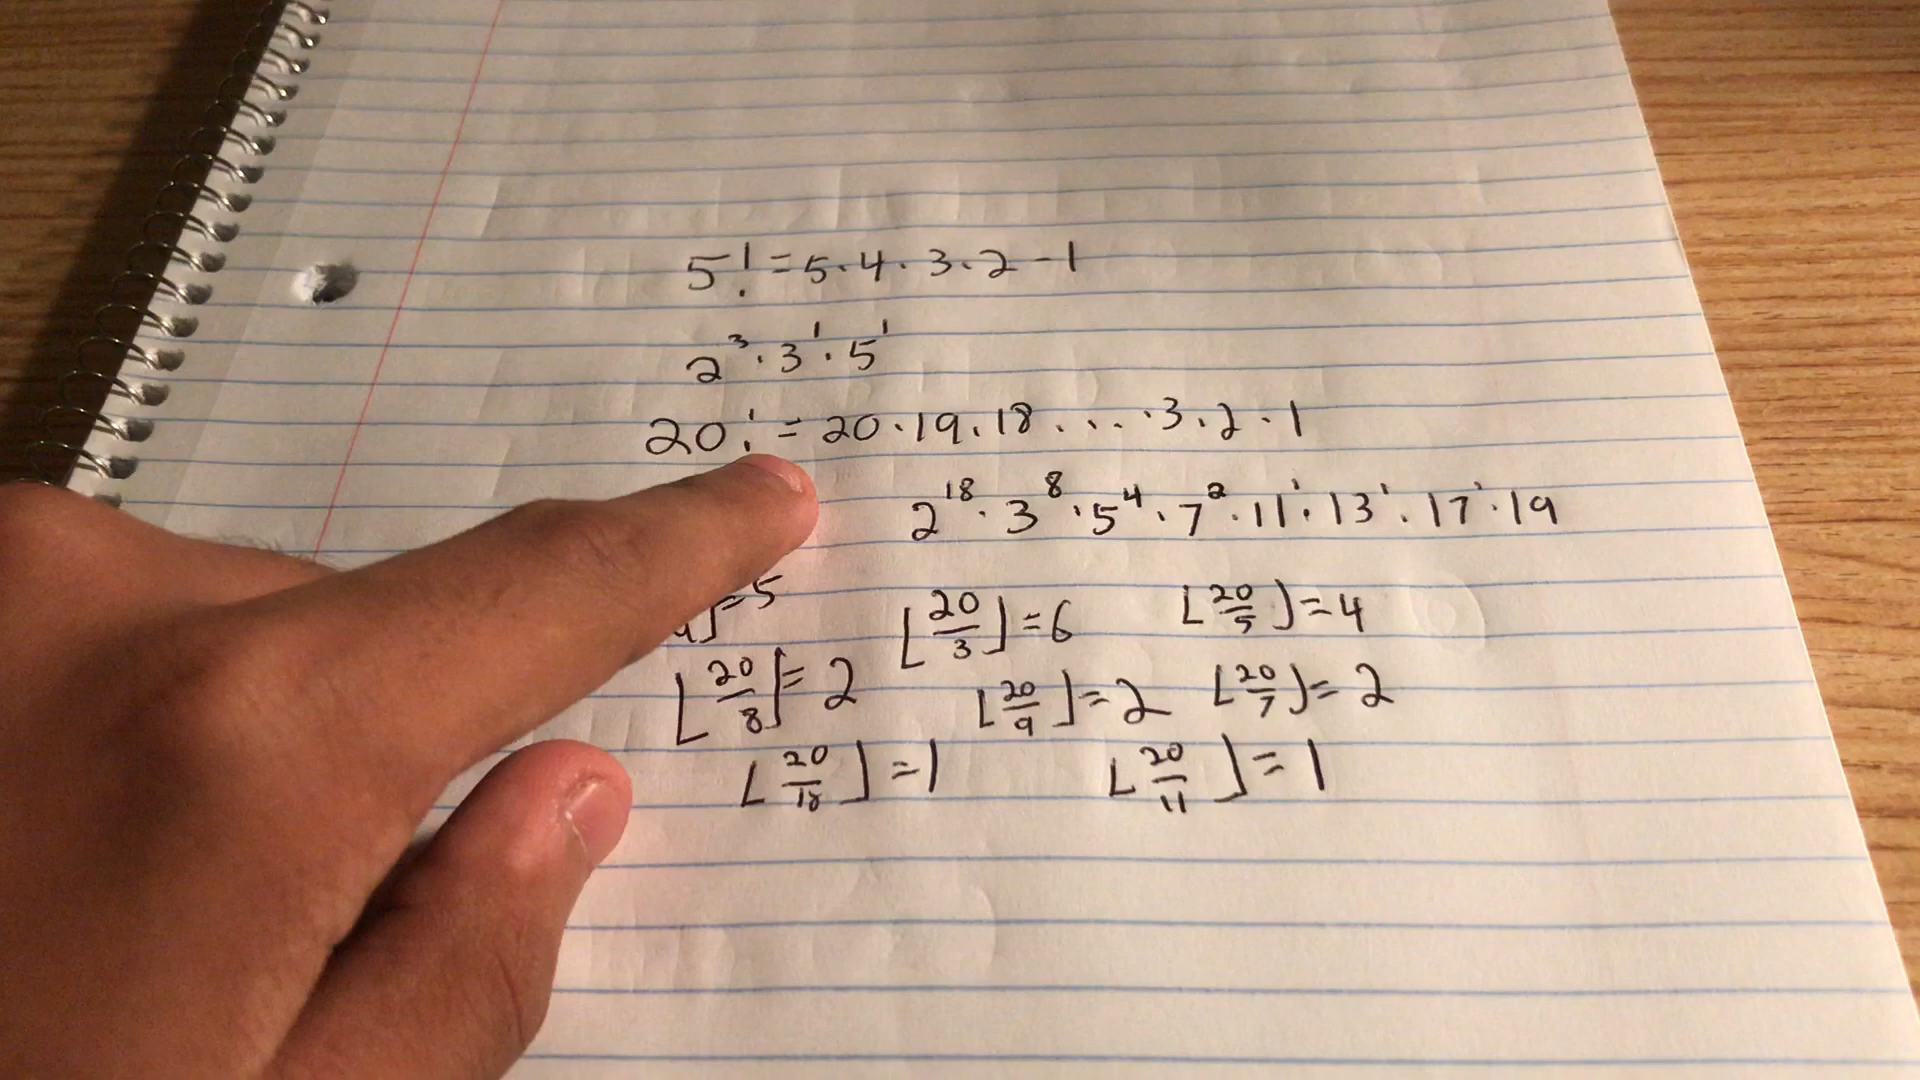 5! = 5 · 4 · 3 · 2 - 1
2³ · 3¹ · 5¹
20! = 20 · 19 · 18 . . . · 3 · 2 · 1
2¹⁸ · 3⁸ · 5⁴ · 7² · 11¹ · 13¹ · 17¹ · 19
⌋ = 5 ⌊20/3⌋ = 6 ⌊20/5⌋ = 4
⌊20/8⌋ = 2 ⌊20/9⌋ = 2 ⌊20/7⌋ = 2
⌊20/18⌋ = 1 ⌊20/11⌋ = 1